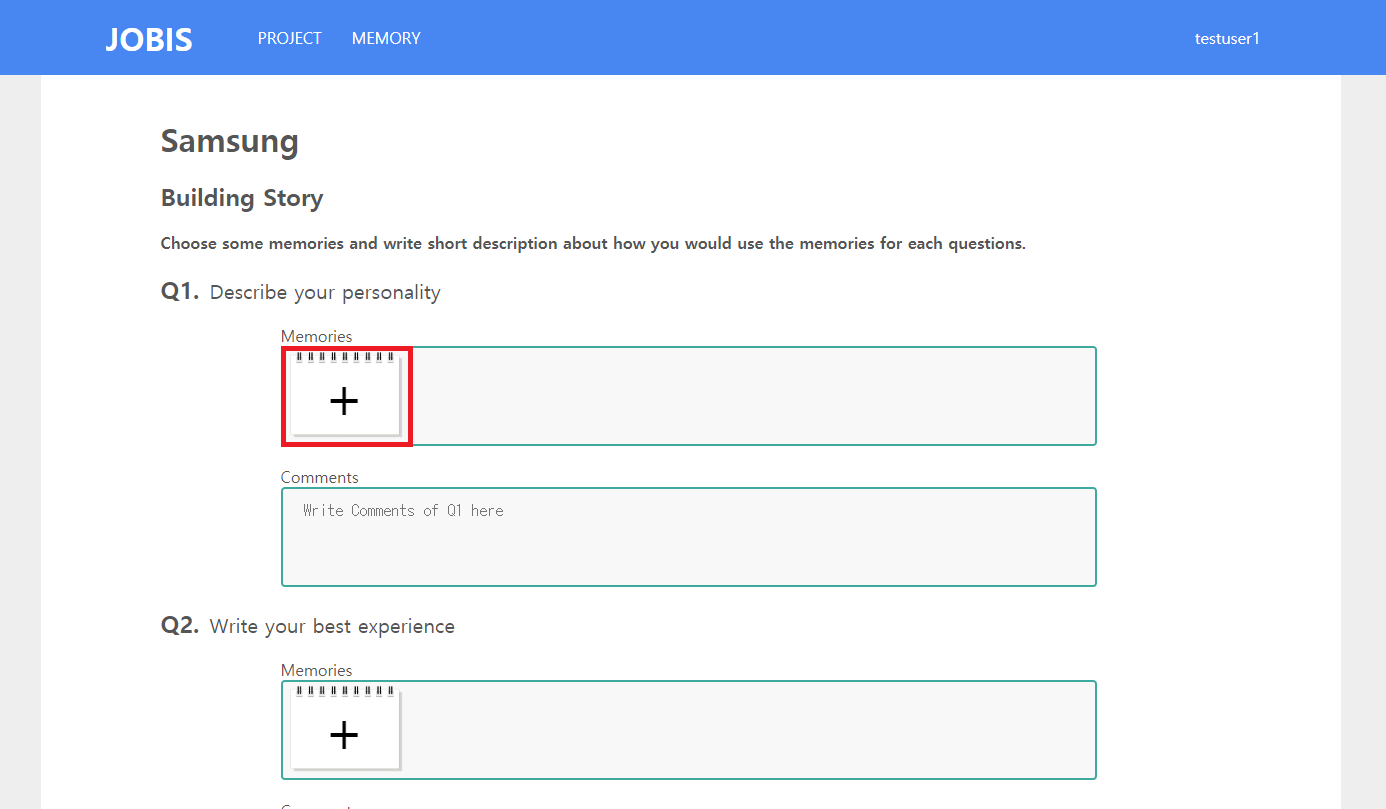 JOBIS PROJECT MEMORY testuser1
Samsung
Building Story
Choose some memories and write short description about how you would use the memories for each questions.
Q1. Describe your personality
Memories
+
Comments
Write Comments of Q1 here
Q2. Write your best experience
Memories
+